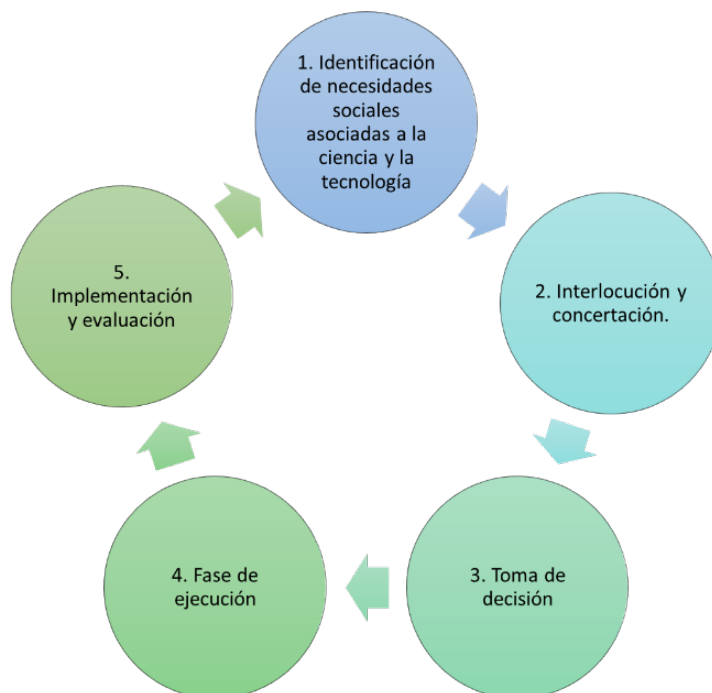 1. Identificación
de necesidades
sociales
asociadas a la
ciencia y la
tecnología
2. Interlocución y
concertación.
3. Toma de
decisión
4. Fase de
ejecución
5.
Implementación
y evaluación